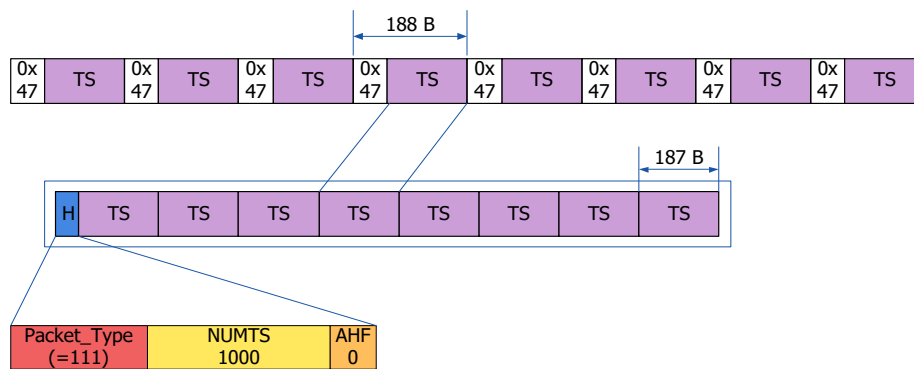 188 B
0x 47 TS 0x 47 TS 0x 47 TS 0x 47 TS 0x 47 TS 0x 47 TS 0x 47 TS 0x 47 TS
187 B
H TS TS TS TS TS TS TS TS
Packet_Type (=111) NUMTS 1000 AHF 0